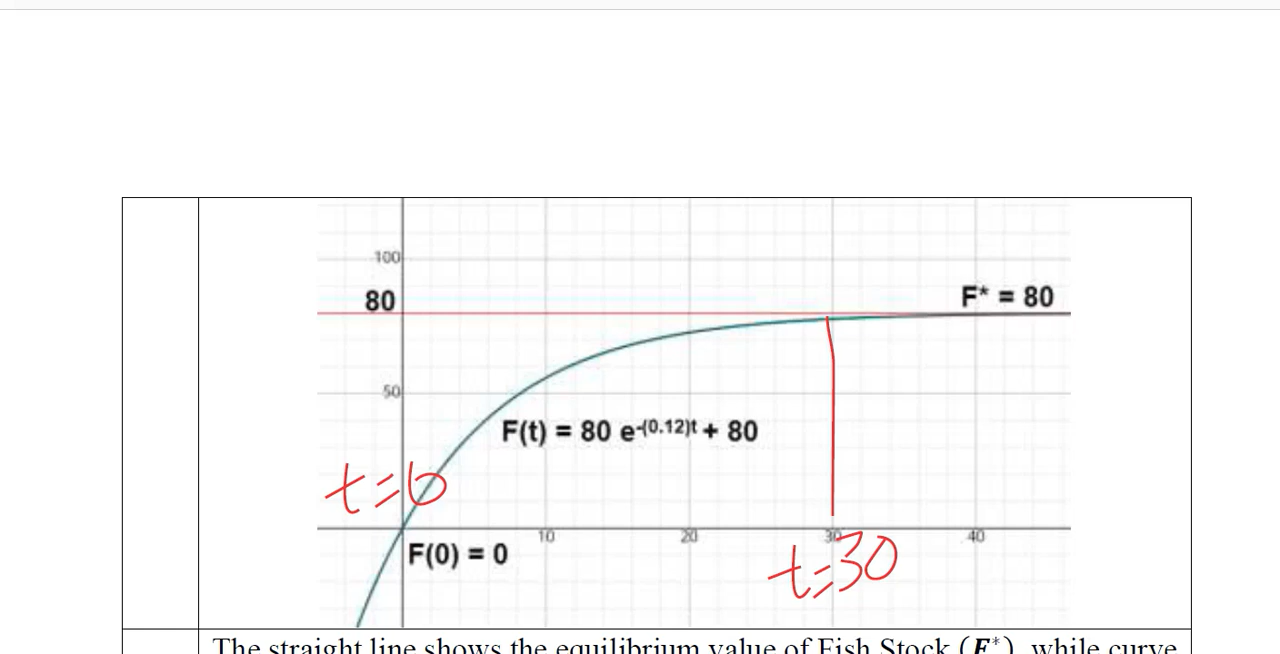 100
80
F* = 80
50
F(t) = 80 e-(0.12)t + 80
t=0
10
20
30
40
F(0) = 0
t=30
The straight line shows the equilibrium value of Fish Stock (F*), while curve